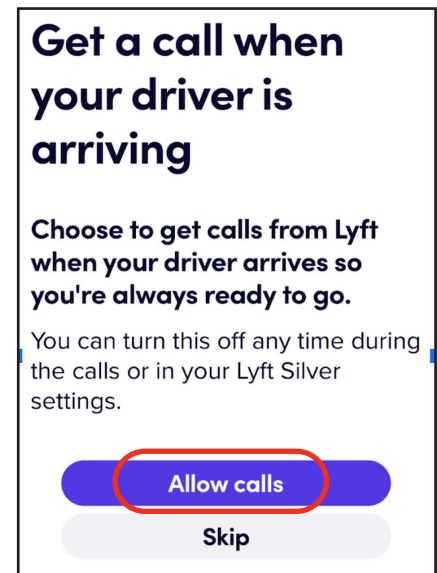 Get a call when
your driver is
arriving
Choose to get calls from Lyft
when your driver arrives so
you're always ready to go.
You can turn this off any time during
the calls or in your Lyft Silver
settings.
Allow calls
Skip